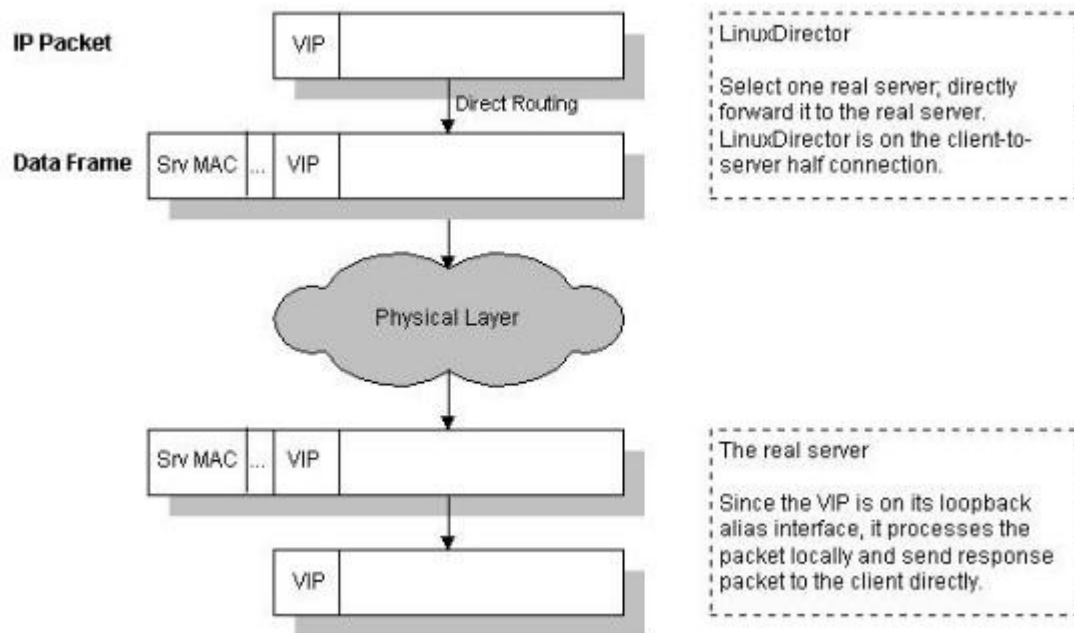 IP Packet
VIP
LinuxDirector
Select one real server, directly
forward it to the real server.
LinuxDirector is on the client-to-
server half connection.
Direct Routing
Data Frame
Srv MAC ... VIP
Physical Layer
Srv MAC ... VIP
The real server
Since the VIP is on its loopback
alias interface, it processes the
packet locally and send response
packet to the client directly.
VIP